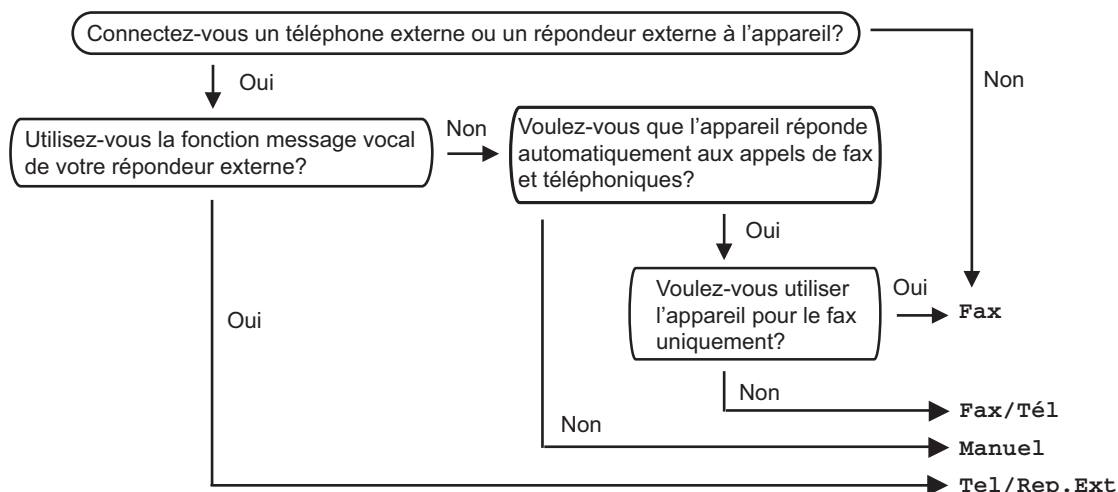 Connectez-vous un téléphone externe ou un répondeur externe à l’appareil?
Oui
Non
Utilisez-vous la fonction message vocal
de votre répondeur externe?
Non
Voulez-vous que l’appareil réponde
automatiquement aux appels de fax
et téléphoniques?
Oui
Voulez-vous utiliser
l’appareil pour le fax
uniquement?
Oui
Fax
Oui
Non
Fax/Tél
Non
Manuel
Tel/Rep.Ext